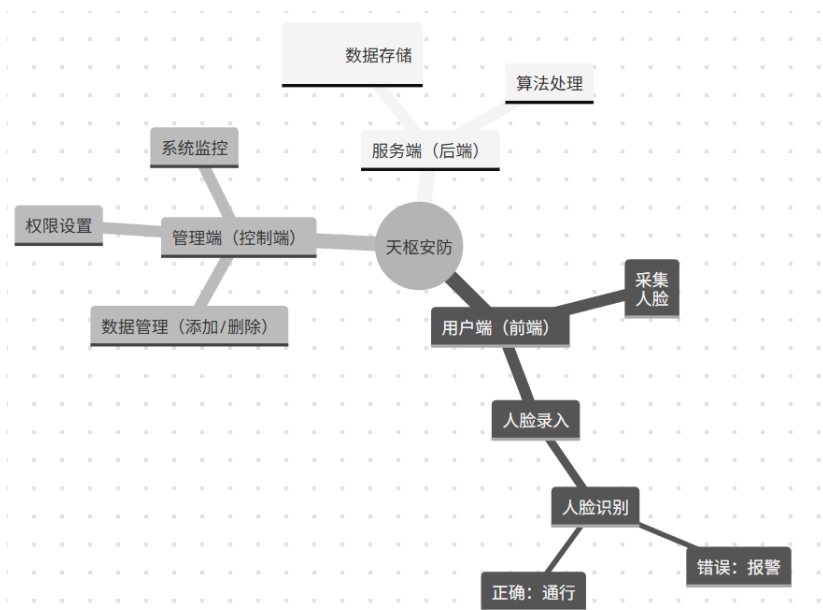 数据存储
算法处理
服务端（后端）
系统监控
权限设置
管理端（控制端）
天枢安防
数据管理（添加/删除）
采集
人脸
用户端（前端）
人脸录入
人脸识别
错误：报警
正确：通行